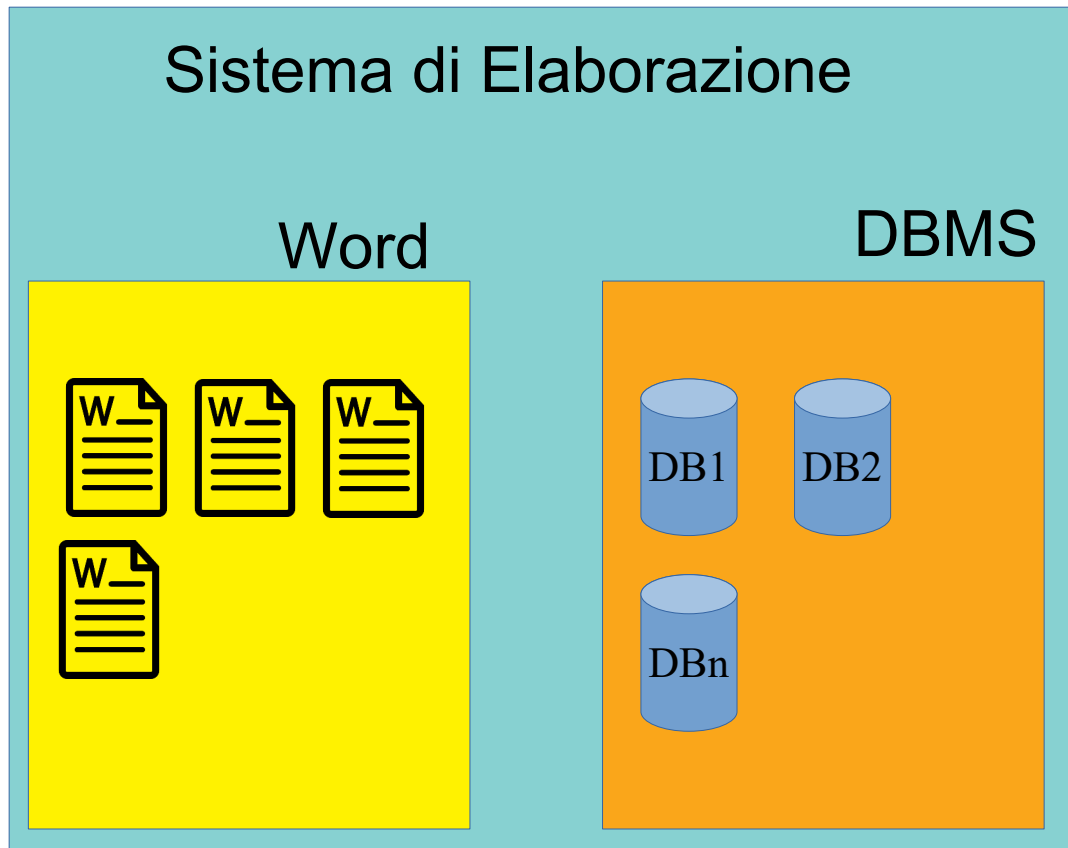 Sistema di Elaborazione
Word
DBMS
W
W
W
W
DB1
DB2
DBn